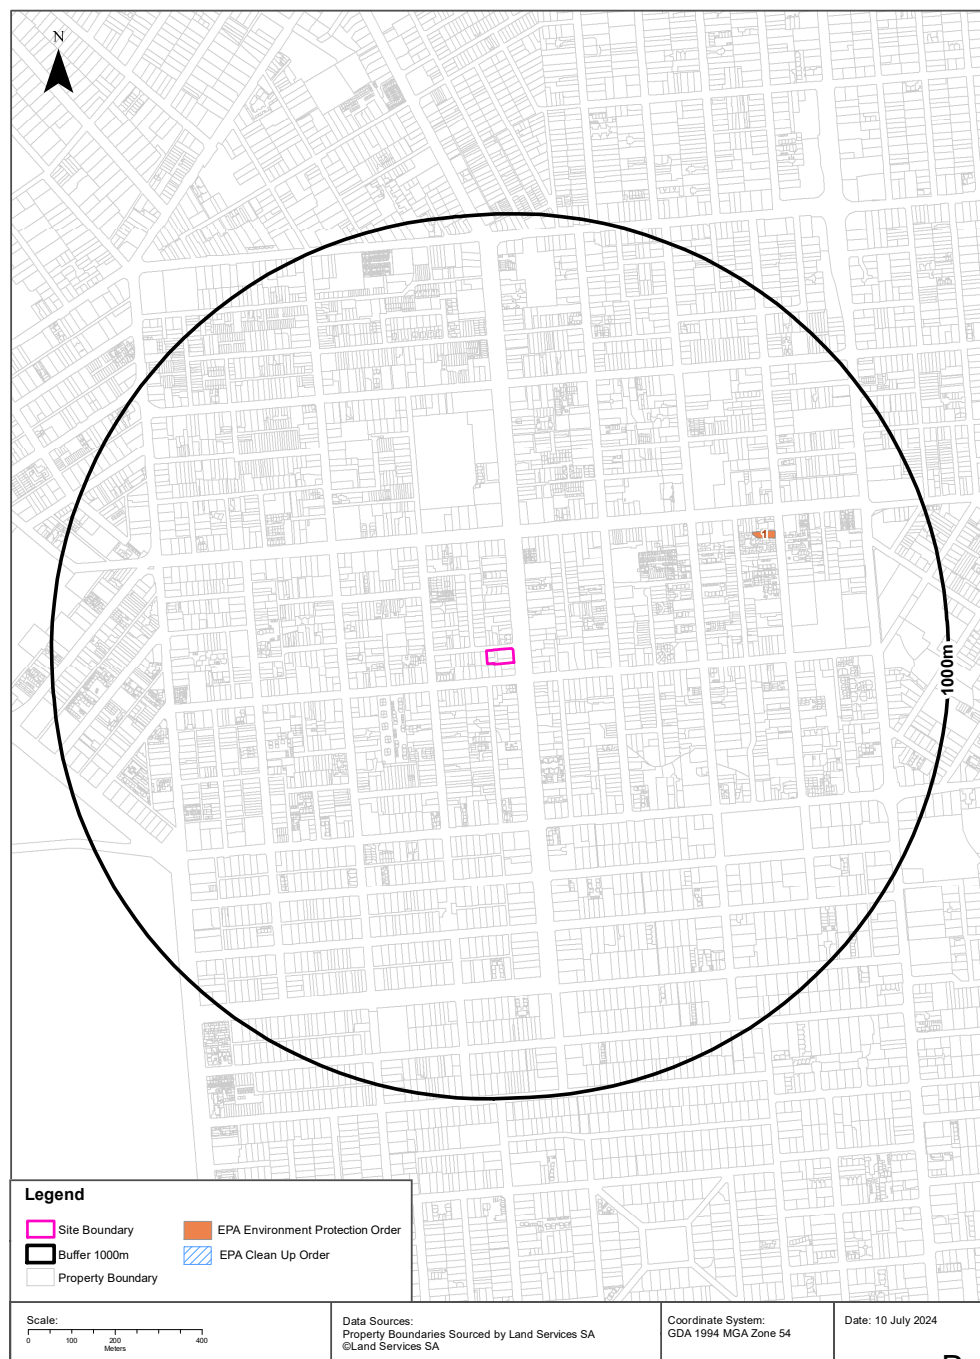 N
1
1000m
Legend
Site Boundary
EPA Environment Protection Order
Buffer 1000m
EPA Clean Up Order
Property Boundary
Scale:
0 100 200 400
Meters
Data Sources:
Property Boundaries Sourced by Land Services SA
©Land Services SA
Coordinate System:
GDA 1994 MGA Zone 54
Date: 10 July 2024